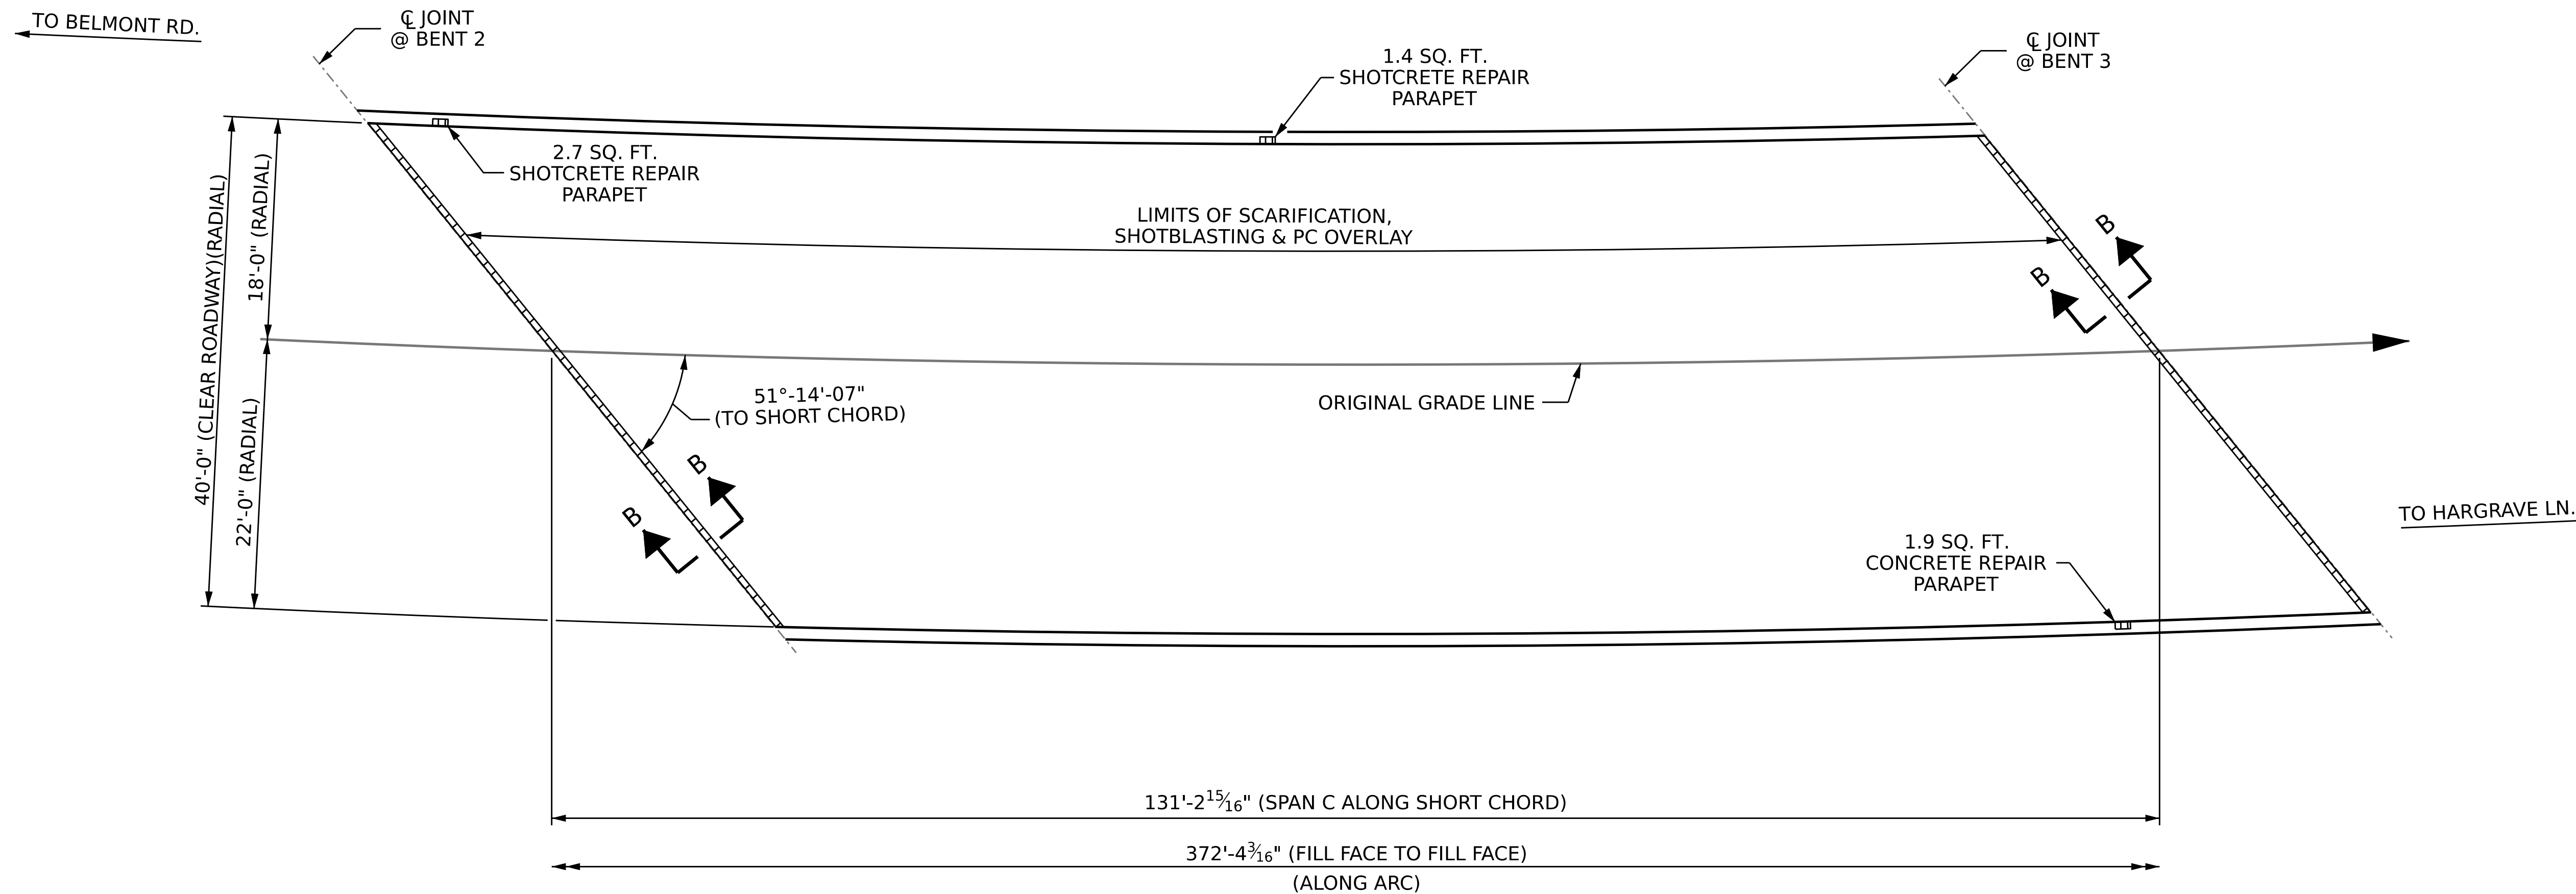 TO BELMONT RD.
℄ JOINT
@ BENT 2
1.4 SQ. FT.
SHOTCRETE REPAIR
PARAPET
℄ JOINT
@ BENT 3
2.7 SQ. FT.
SHOTCRETE REPAIR
PARAPET
40'-0" (CLEAR ROADWAY)(RADIAL)
18'-0" (RADIAL)
22'-0" (RADIAL)
LIMITS OF SCARIFICATION,
SHOTBLASTING & PC OVERLAY
B
B
51°-14'-07"
(TO SHORT CHORD)
ORIGINAL GRADE LINE
B
B
TO HARGRAVE LN.
1.9 SQ. FT.
CONCRETE REPAIR
PARAPET
131'-2 15/16" (SPAN C ALONG SHORT CHORD)
372'-4 3/16" (FILL FACE TO FILL FACE)
(ALONG ARC)